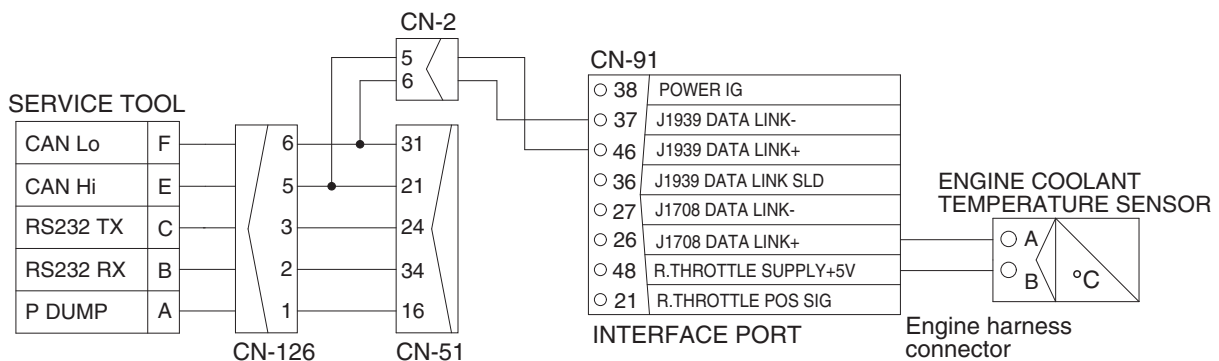 CN-2
5
6
SERVICE TOOL
CAN Lo F
CAN Hi E
RS232 TX C
RS232 RX B
P DUMP A
6
5
3
2
1
CN-126
31
21
24
34
16
CN-51
CN-91
38 POWER IG
37 J1939 DATA LINK-
46 J1939 DATA LINK+
36 J1939 DATA LINK SLD
27 J1708 DATA LINK-
26 J1708 DATA LINK+
48 R.THROTTLE SUPPLY+5V
21 R.THROTTLE POS SIG
INTERFACE PORT
ENGINE COOLANT
TEMPERATURE SENSOR
A
B
°C
Engine harness
connector